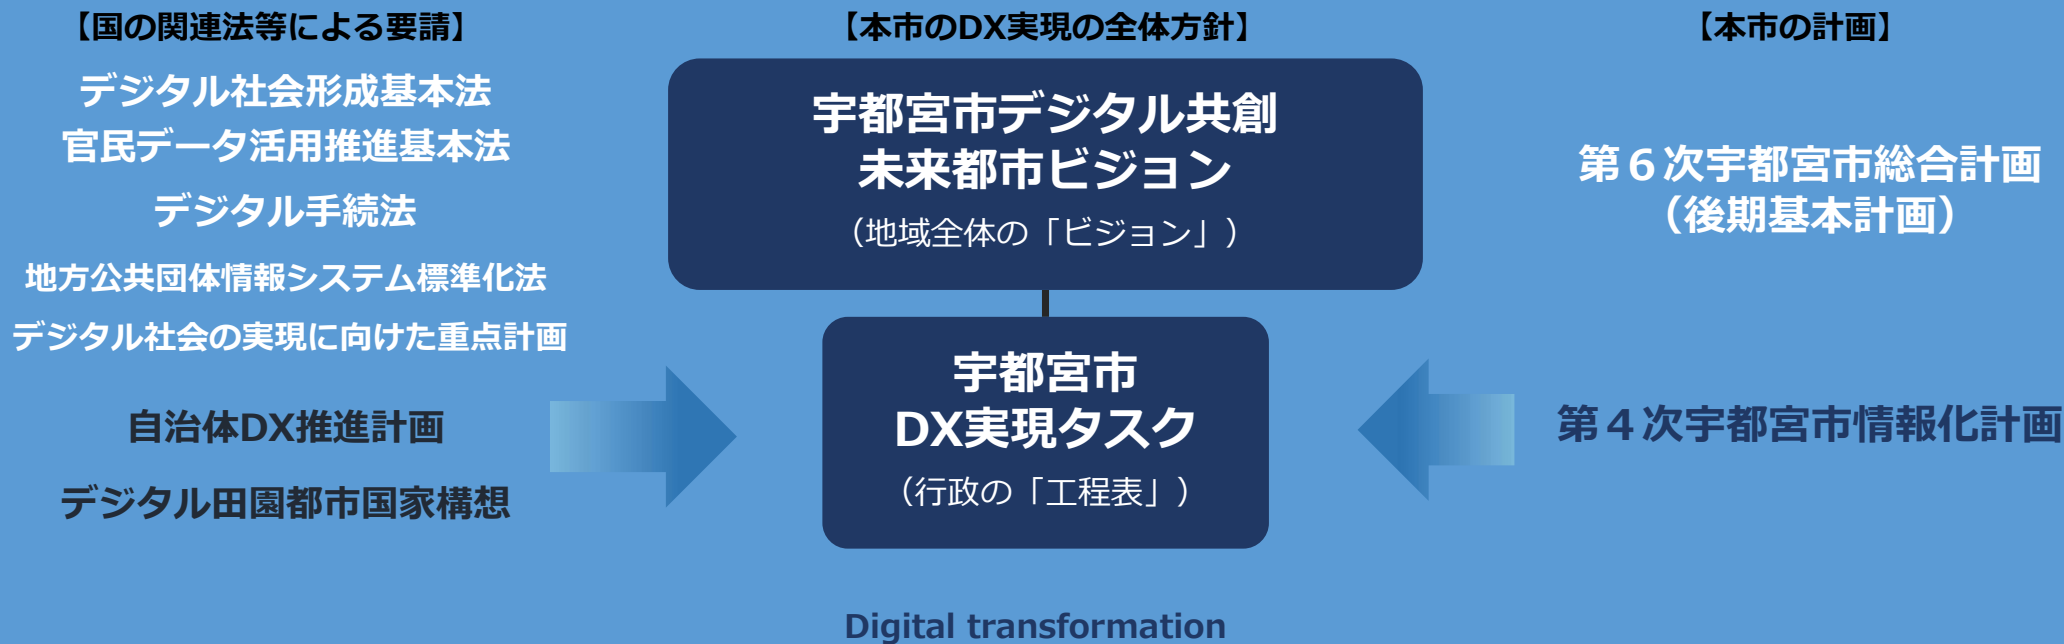 【国の関連法等による要請】
デジタル社会形成基本法
官民データ活用推進基本法
デジタル手続法
地方公共団体情報システム標準化法
デジタル社会の実現に向けた重点計画
自治体DX推進計画
デジタル田園都市国家構想
【本市のDX実現の全体方針】
宇都宮市デジタル共創
未来都市ビジョン
（地域全体の「ビジョン」）
宇都宮市
DX実現タスク
（行政の「工程表」）
【本市の計画】
第６次宇都宮市総合計画
（後期基本計画）
第４次宇都宮市情報化計画
Digital transformation